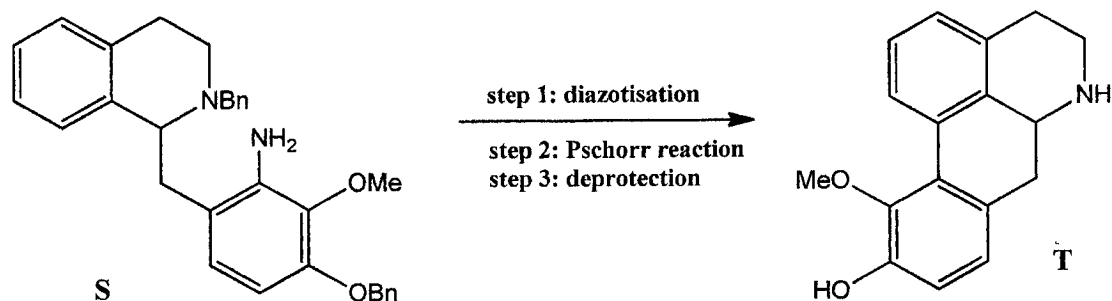 NBn
NH2
OMe
OBn
S
step 1: diazotisation
step 2: Pschorr reaction
step 3: deprotection
NH
MeO
HO
T